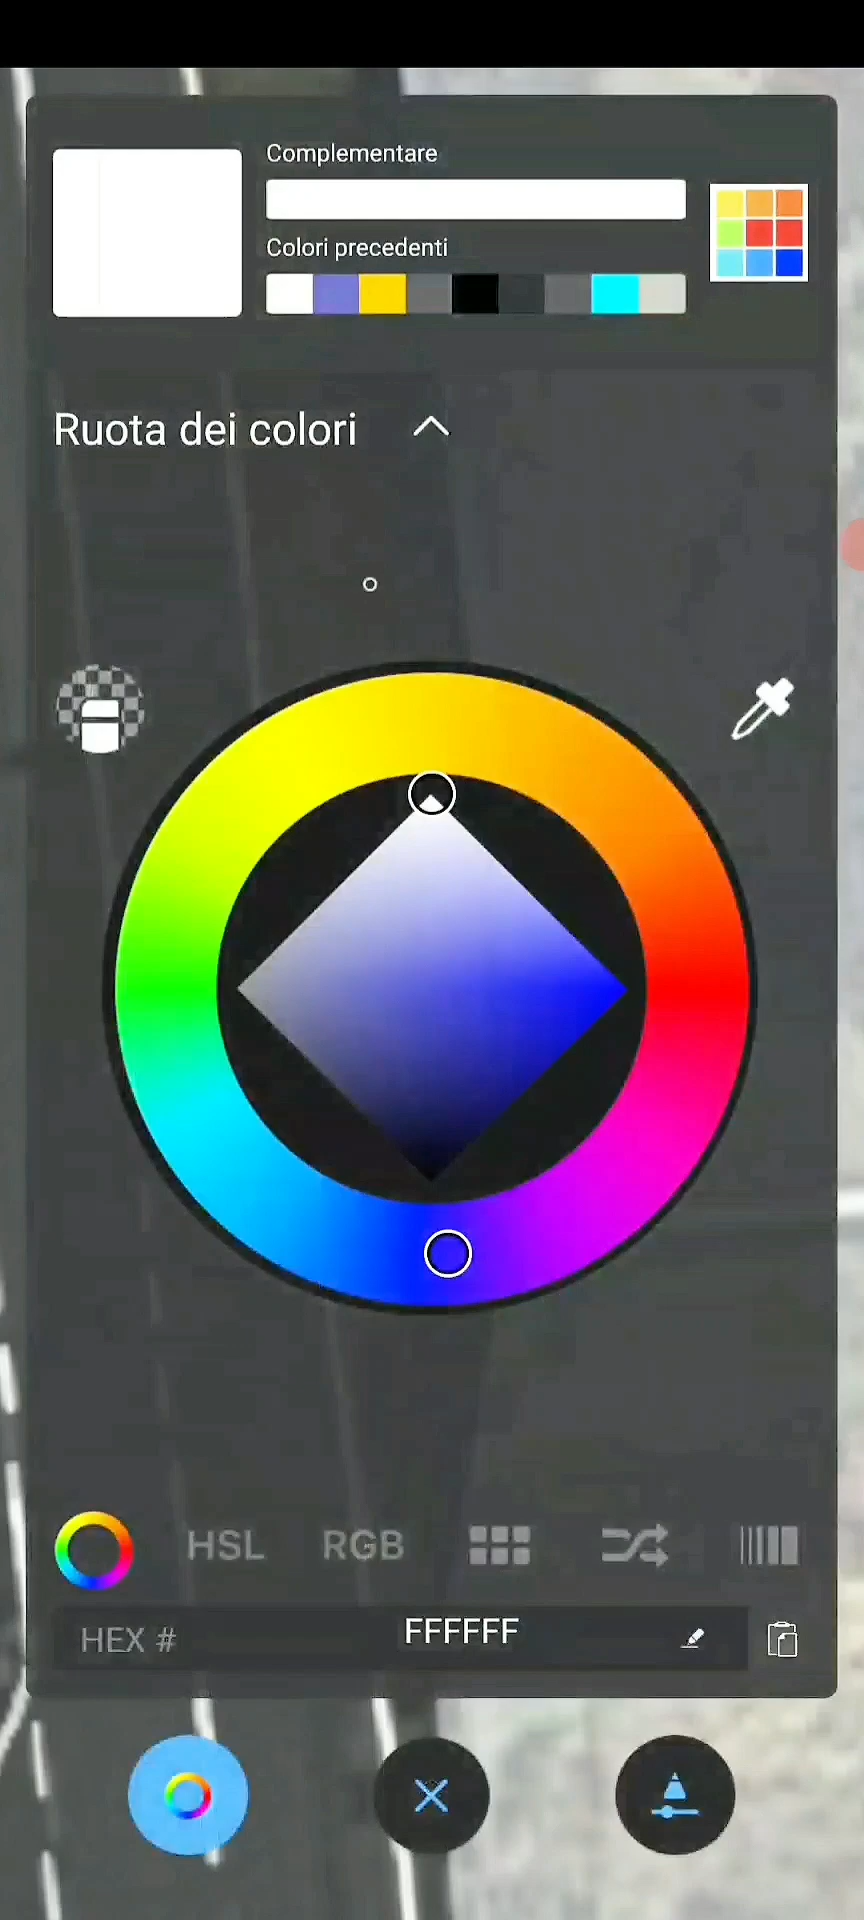 Complementare
Colori precedenti
Ruota dei colori
HSL RGB
HEX # FFFFFF